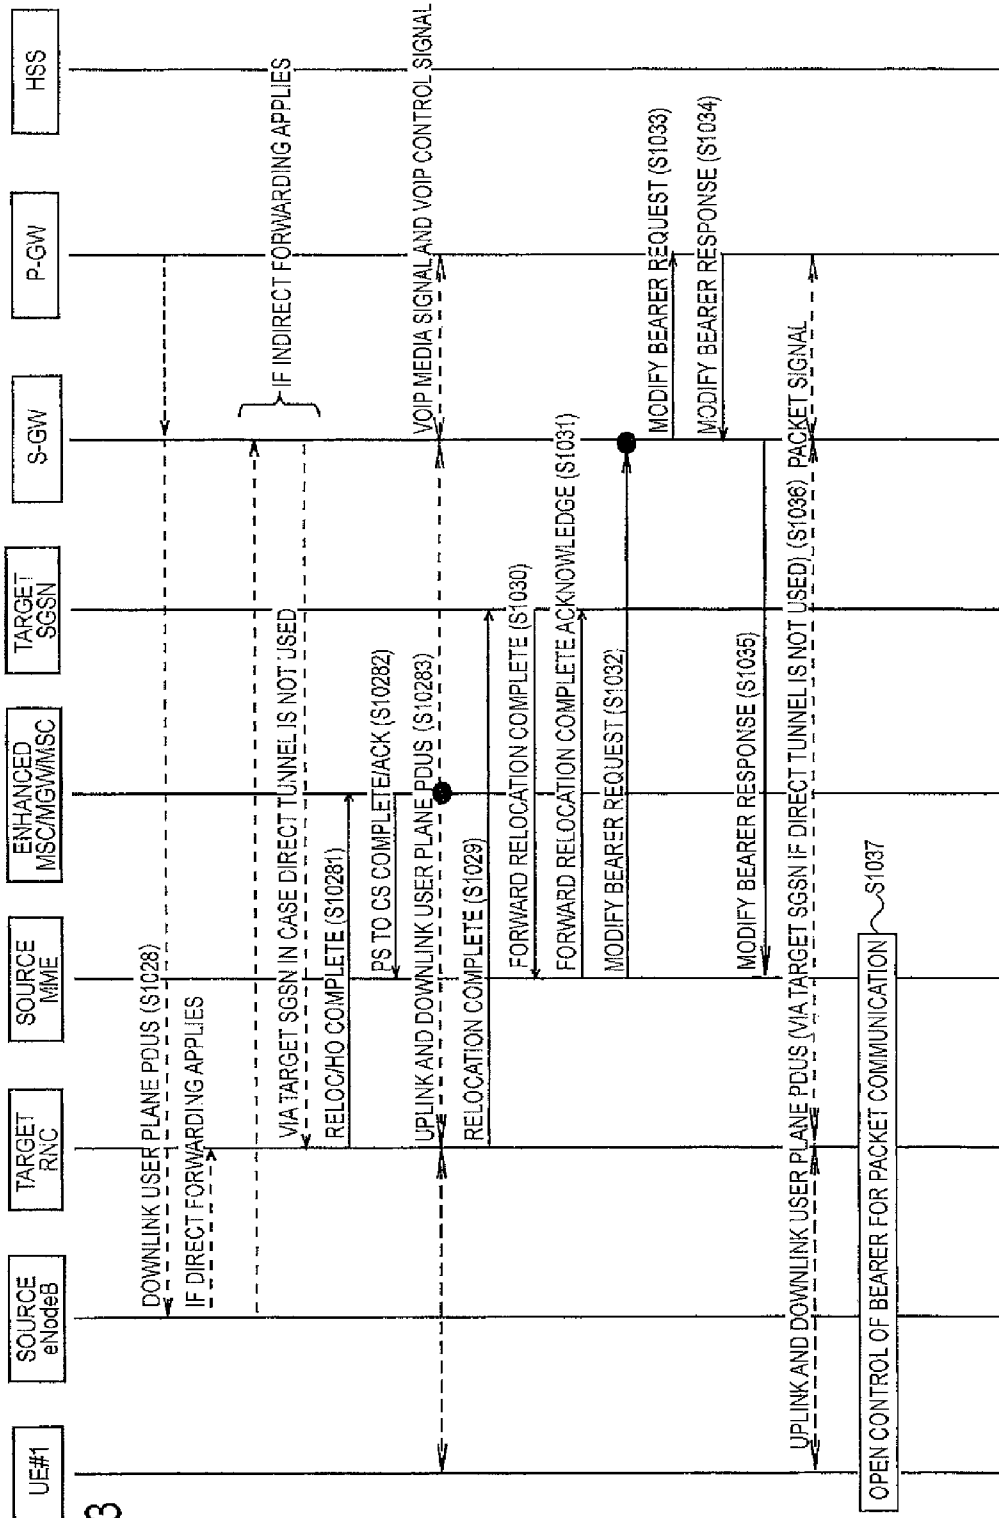 UE#1
SOURCE
eNodeB
TARGET
RNC
SOURCE
MME
ENHANCED
MSC/MGW/MSC
TARGET
SGSN
S-GW
P-GW
HSS
3
DOWNLINK USER PLANE PDUS (S1028)
IF DIRECT FORWARDING APPLIES
IF INDIRECT FORWARDING APPLIES
VIA TARGET SGSN IN CASE DIRECT TUNNEL IS NOT USED
RELOC/HO COMPLETE (S10281)
PS TO CS COMPLETE/ACK (S10282)
UPLINK AND DOWNLINK USER PLANE PDUS (S10283)
VOIP MEDIA SIGNAL AND VOIP CONTROL SIGNAL
RELOCATION COMPLETE (S1029)
FORWARD RELOCATION COMPLETE (S1030)
FORWARD RELOCATION COMPLETE ACKNOWLEDGE (S1031)
MODIFY BEARER REQUEST (S1032)
MODIFY BEARER REQUEST (S1033)
MODIFY BEARER RESPONSE (S1034)
MODIFY BEARER RESPONSE (S1035)
UPLINK AND DOWNLINK USER PLANE PDUS (VIA TARGET SGSN IF DIRECT TUNNEL IS NOT USED) (S1036) PACKET SIGNAL
OPEN CONTROL OF BEARER FOR PACKET COMMUNICATION
S1037